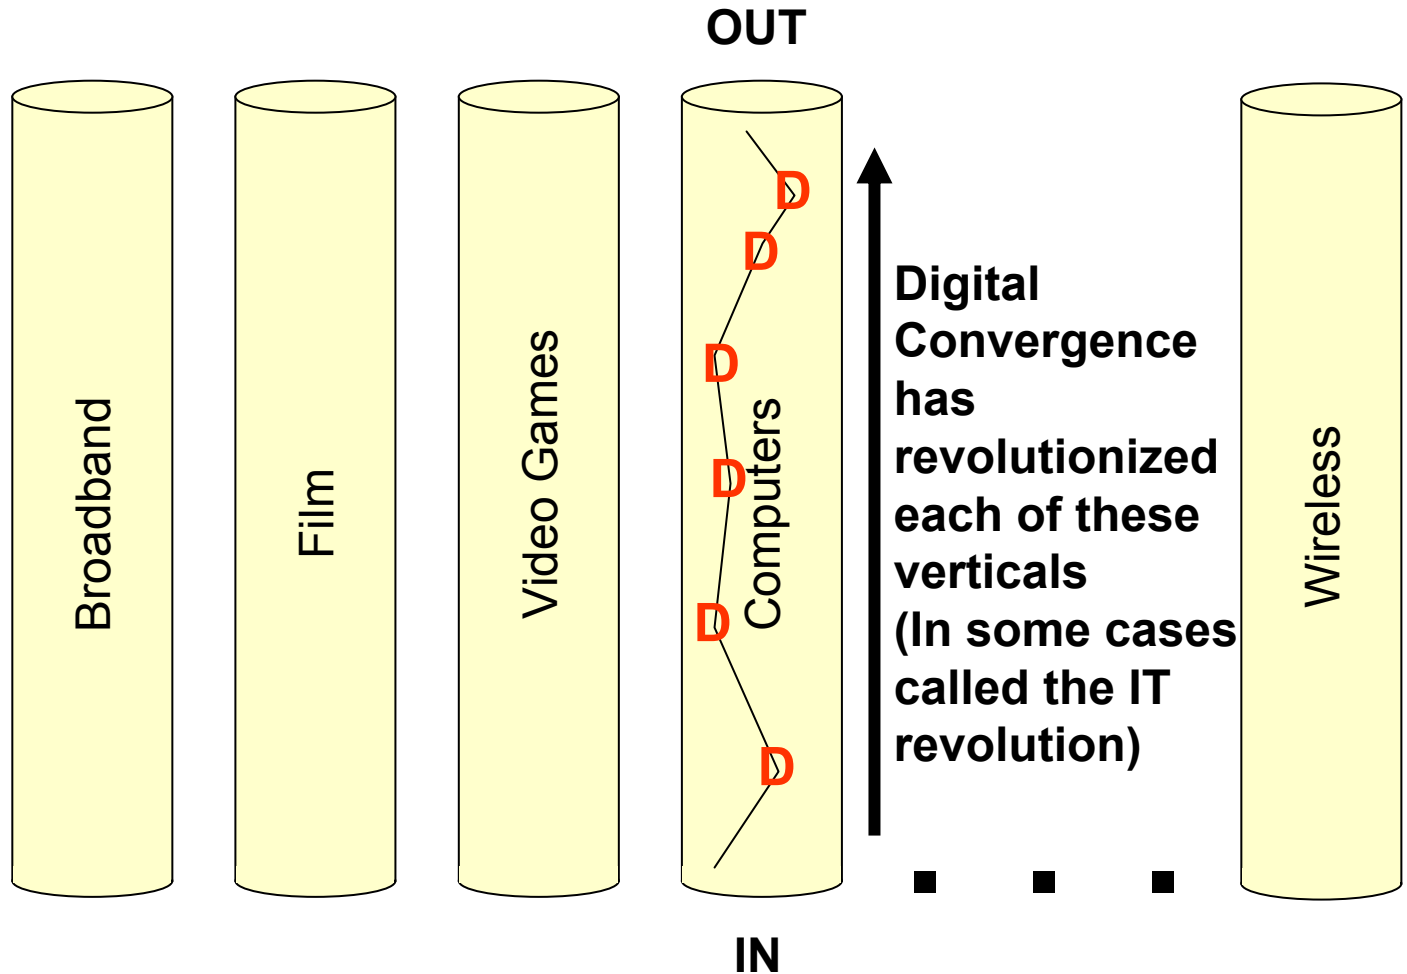 OUT
Broadband
Film
Video Games
Computers
D
D
D
D
D
D
Digital
Convergence
has
revolutionized
each of these
verticals
(In some cases
called the IT
revolution)
Wireless
IN